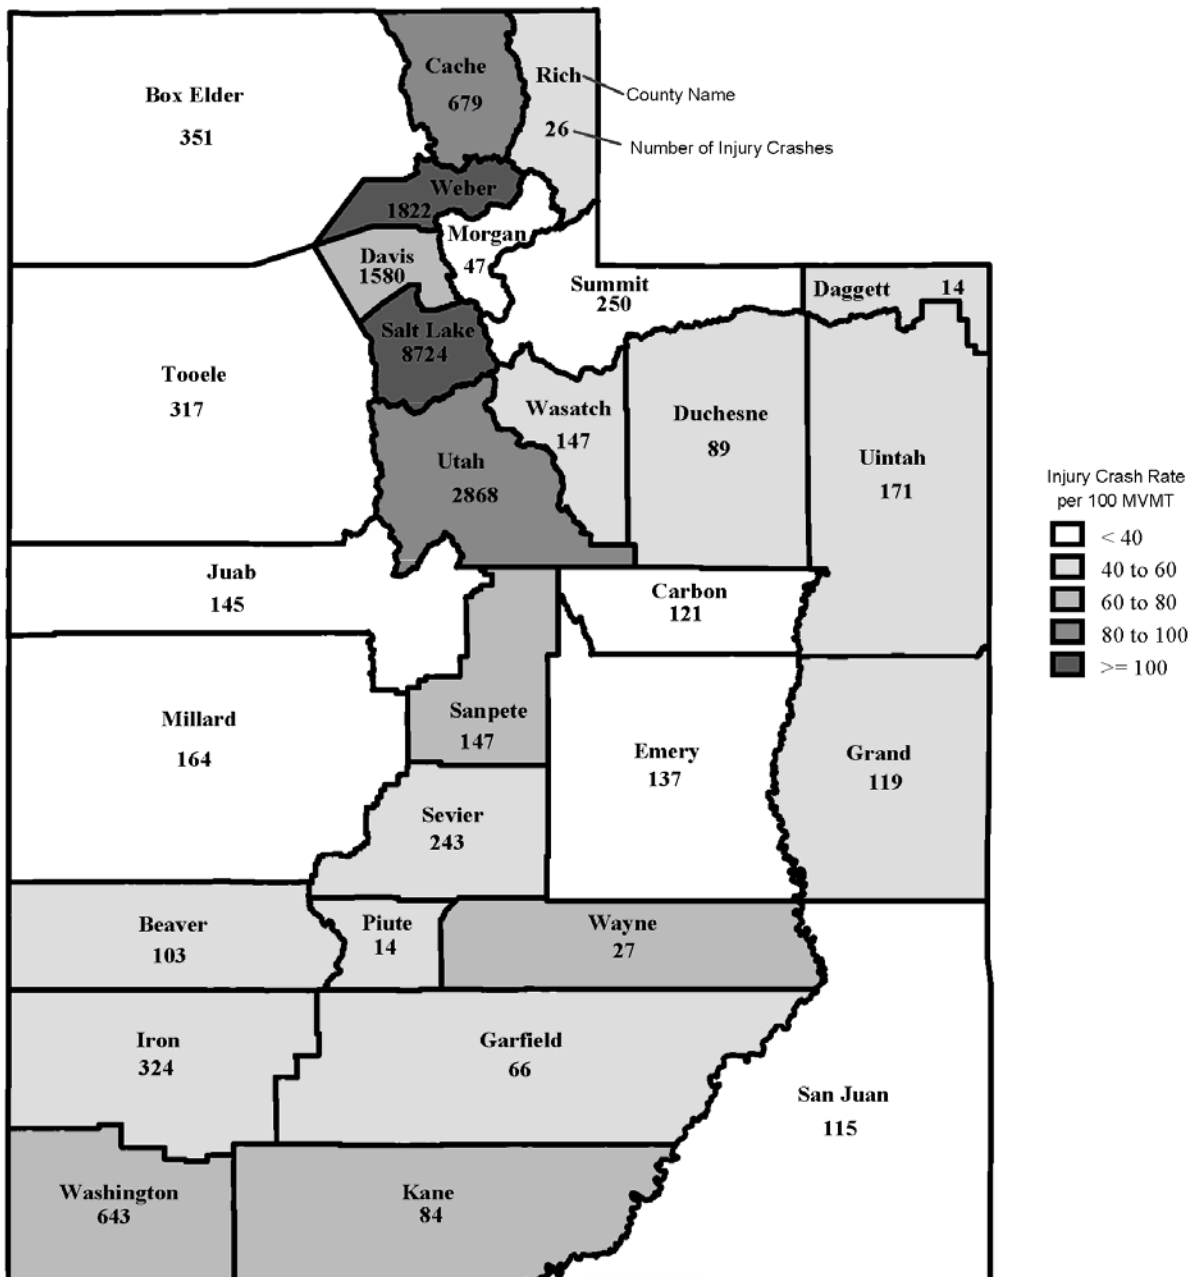 Cache
679
Rich
County Name
Box Elder
351
26
Number of Injury Crashes
Weber
1822
Morgan
47
Davis
1580
Summit
250
Daggett 14
Salt Lake
8724
Tooele
317
Wasatch
147
Duchesne
89
Uintah
171
Utah
2868
Injury Crash Rate
per 100 MVMT
< 40
40 to 60
60 to 80
80 to 100
>= 100
Juab
145
Carbon
121
Millard
164
Sanpete
147
Emery
137
Grand
119
Sevier
243
Beaver
103
Piute
14
Wayne
27
Iron
324
Garfield
66
San Juan
115
Washington
643
Kane
84